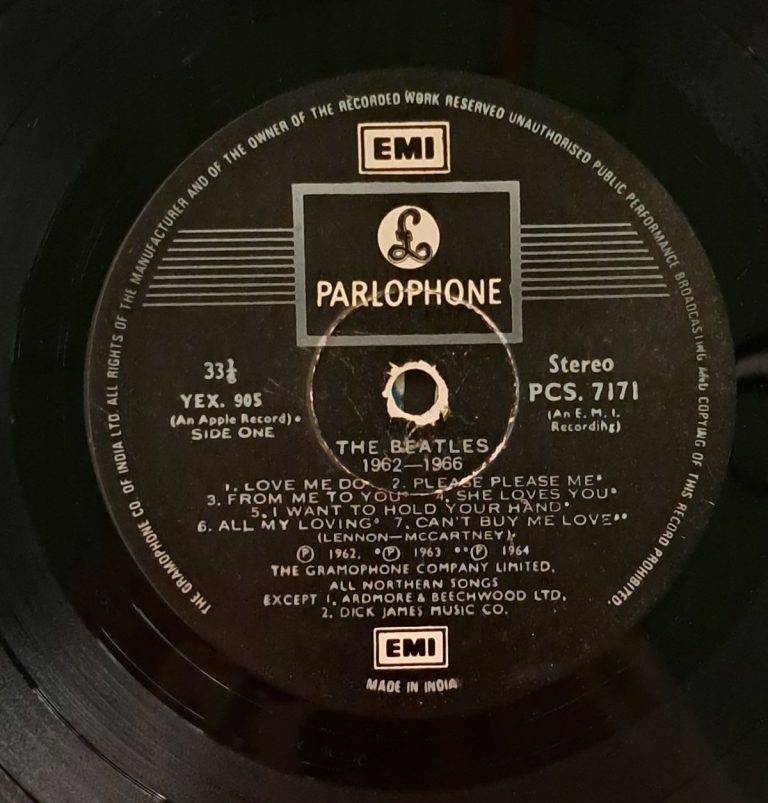 THE GRAMOPHONE CO. OF INDIA LTD. ALL RIGHTS OF THE MANUFACTURER AND OF THE OWNER OF THE RECORDED WORK RESERVED UNAUTHORISED PUBLIC PERFORMANCE BROADCASTING AND COPYING OF THIS RECORD PROHIBITED.
EMI
£
PARLOPHONE
33⅓
YEX. 905
(An Apple Record)•
SIDE ONE
Stereo
PCS. 7171
(An E. M. I.
Recording)
THE BEATLES
1962—1966
1. LOVE ME DO 2. PLEASE PLEASE ME•
3. FROM ME TO YOU• 4. SHE LOVES YOU•
5. I WANT TO HOLD YOUR HAND•
6. ALL MY LOVING• 7. CAN'T BUY ME LOVE••
(LENNON—McCARTNEY)
℗ 1962, •℗ 1963 ••℗ 1964
THE GRAMOPHONE COMPANY LIMITED,
ALL NORTHERN SONGS
EXCEPT 1, ARDMORE & BEECHWOOD LTD,
2, DICK JAMES MUSIC CO.
EMI
MADE IN INDIA